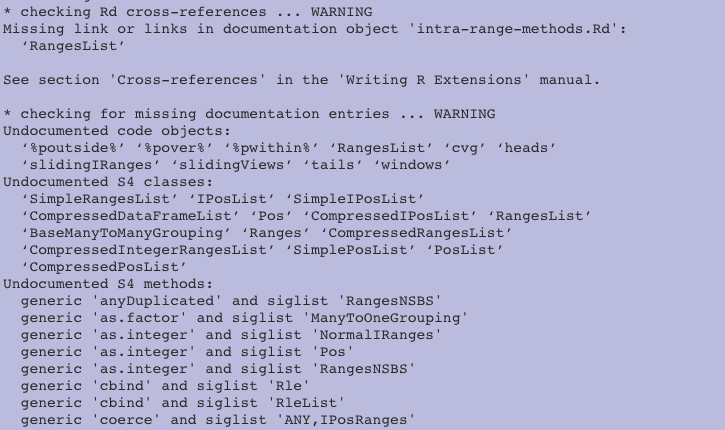 * checking Rd cross-references ... WARNING
Missing link or links in documentation object 'intra-range-methods.Rd':
  ‘RangesList’
See section 'Cross-references' in the 'Writing R Extensions' manual.
* checking for missing documentation entries ... WARNING
Undocumented code objects:
  ‘%poutside%’ ‘%pover%’ ‘%pwithin%’ ‘RangesList’ ‘cvg’ ‘heads’
  ‘slidingIRanges’ ‘slidingViews’ ‘tails’ ‘windows’
Undocumented S4 classes:
  ‘SimpleRangesList’ ‘IPosList’ ‘SimpleIPosList’
  ‘CompressedDataFrameList’ ‘Pos’ ‘CompressedIPosList’ ‘RangesList’
  ‘BaseManyToManyGrouping’ ‘Ranges’ ‘CompressedRangesList’
  ‘CompressedIntegerRangesList’ ‘SimplePosList’ ‘PosList’
  ‘CompressedPosList’
Undocumented S4 methods:
  generic 'anyDuplicated' and siglist 'RangesNSBS'
  generic 'as.factor' and siglist 'ManyToOneGrouping'
  generic 'as.integer' and siglist 'NormalIRanges'
  generic 'as.integer' and siglist 'Pos'
  generic 'as.integer' and siglist 'RangesNSBS'
  generic 'cbind' and siglist 'Rle'
  generic 'cbind' and siglist 'RleList'
  generic 'coerce' and siglist 'ANY,IPosRanges'